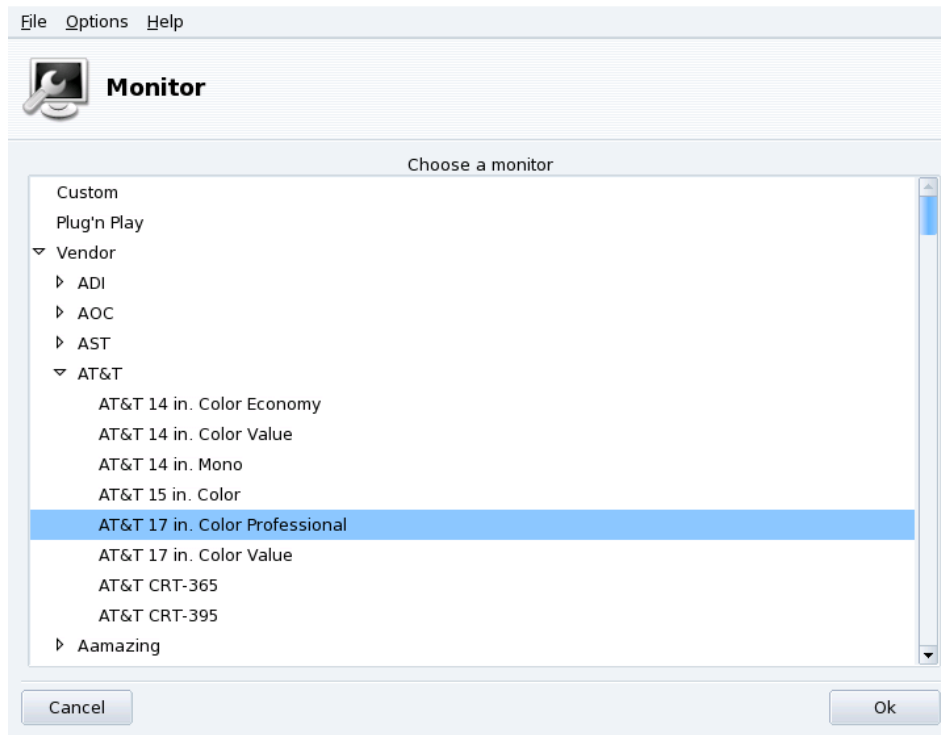 File Options Help
Monitor
Choose a monitor
Custom
Plug'n Play
Vendor
ADI
AOC
AST
AT&T
AT&T 14 in. Color Economy
AT&T 14 in. Color Value
AT&T 14 in. Mono
AT&T 15 in. Color
AT&T 17 in. Color Professional
AT&T 17 in. Color Value
AT&T CRT-365
AT&T CRT-395
Aamazing
Cancel Ok